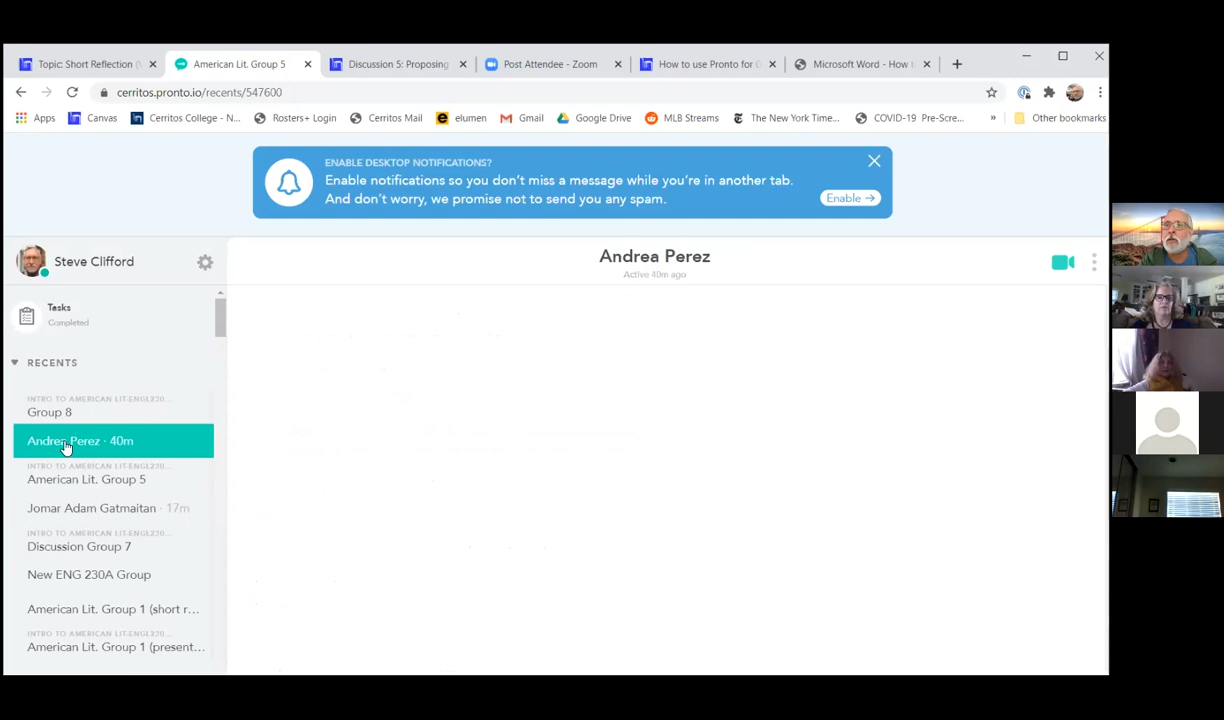 Topic: Short Reflection (
American Lit. Group 5
Discussion 5: Proposing
Post Attendee - Zoom
How to use Pronto for
Microsoft Word - How
cerritos.pronto.io/recents/547600
Apps
Canvas
Cerritos College - N...
Rosters+ Login
Cerritos Mail
elumen
Gmail
Google Drive
MLB Streams
The New York Time...
COVID-19 Pre-Scre...
»
Other bookmarks
ENABLE DESKTOP NOTIFICATIONS?
Enable notifications so you don't miss a message while you're in another tab.
And don't worry, we promise not to send you any spam.
Enable →
Steve Clifford
Andrea Perez
Active 40m ago
Tasks
Completed
RECENTS
INTRO TO AMERICAN LIT-ENGL230...
Group 8
Andrea Perez · 40m
INTRO TO AMERICAN LIT-ENGL230...
American Lit. Group 5
Jomar Adam Gatmaitan · 17m
INTRO TO AMERICAN LIT-ENGL230...
Discussion Group 7
New ENG 230A Group
American Lit. Group 1 (short r...
INTRO TO AMERICAN LIT-ENGL230...
American Lit. Group 1 (present...